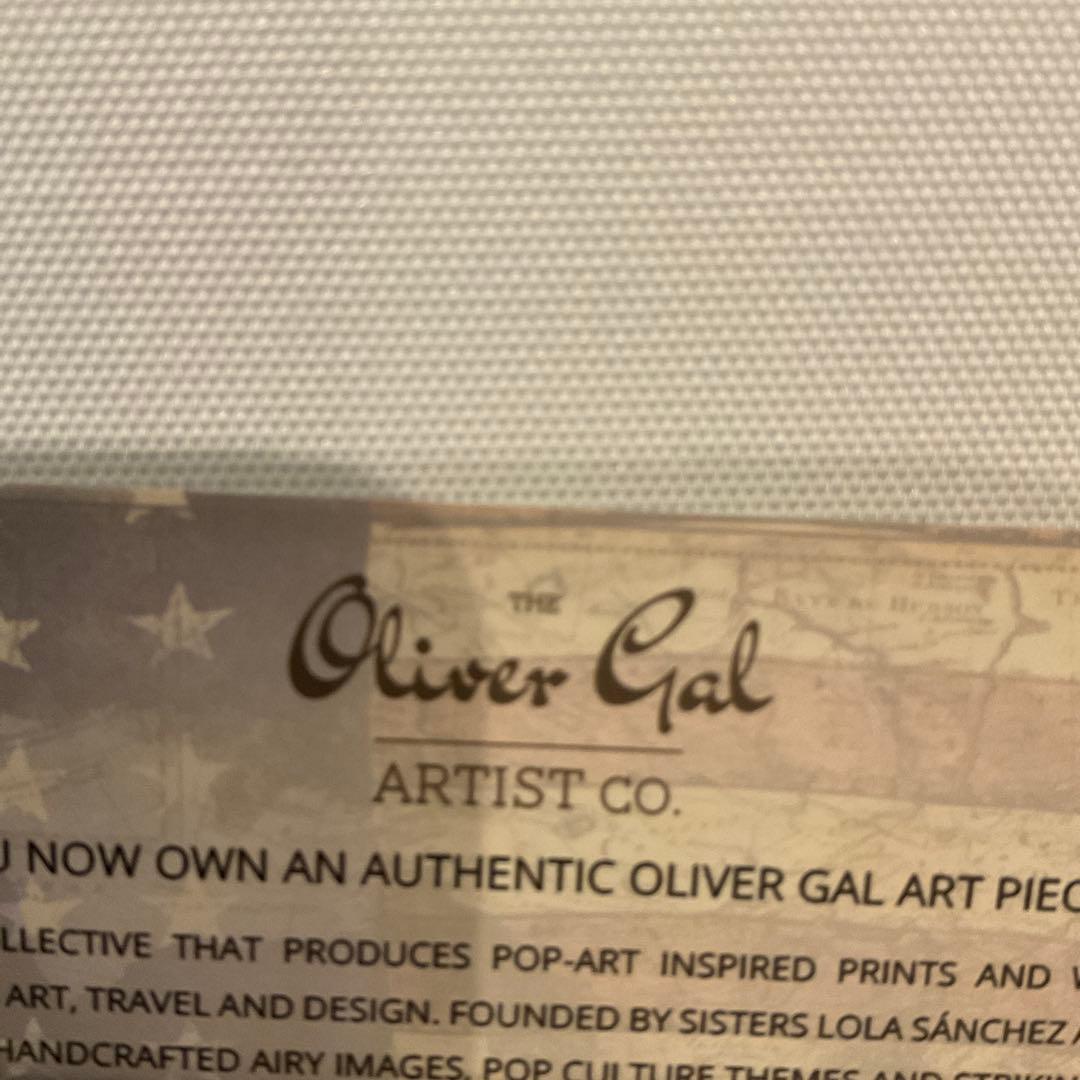 THE
Oliver Gal
ARTIST CO.
U NOW OWN AN AUTHENTIC OLIVER GAL ART PIEC
LLECTIVE THAT PRODUCES POP-ART INSPIRED PRINTS AND W
ART, TRAVEL AND DESIGN. FOUNDED BY SISTERS LOLA SÁNCHEZ A
HANDCRAFTED AIRY IMAGES, POP CULTURE THEMES AND STRIKIN